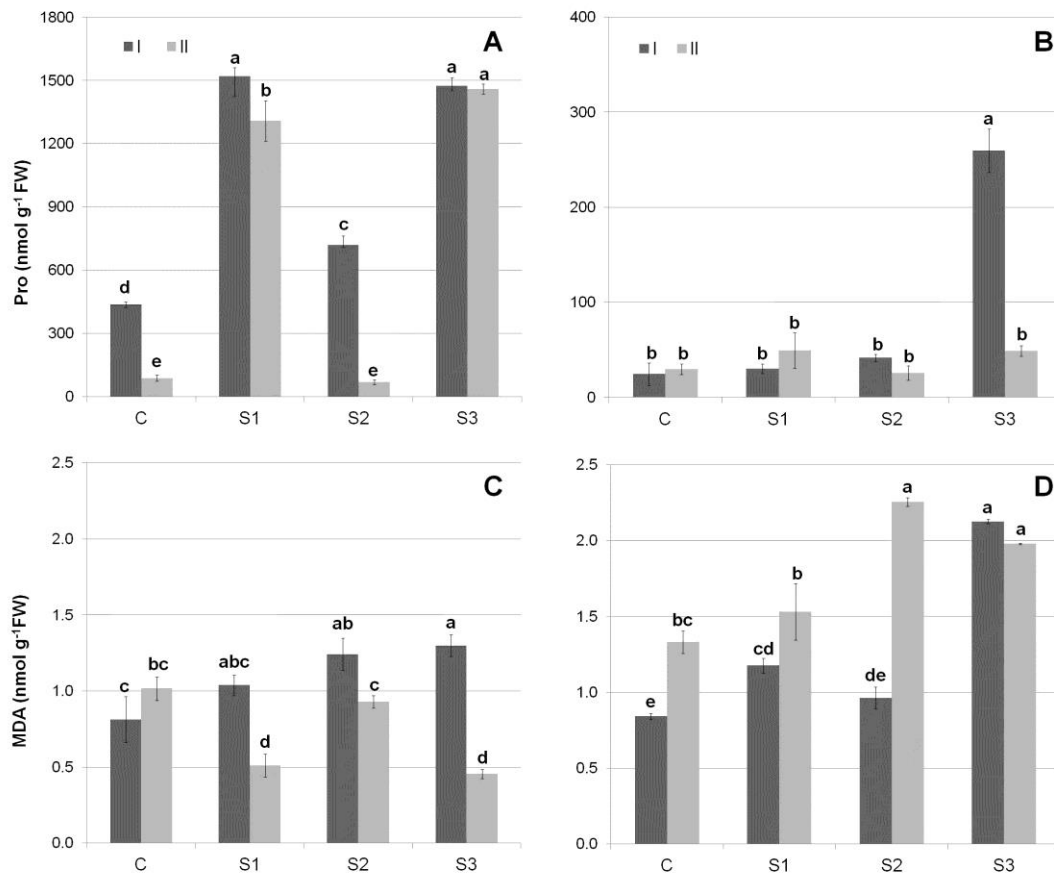 1800
1500
1200
900
600
300
0
Pro (nmol g⁻¹ FW)
I II
A
d
e
a
b
c
e
a
a
C S1 S2 S3
400
300
200
100
0
I II
B
b
b
b
b
b
b
a
b
C S1 S2 S3
2.5
2.0
1.5
1.0
0.5
0.0
MDA (nmol g⁻¹FW)
C
c
bc
abc
d
ab
c
a
d
C S1 S2 S3
2.5
2.0
1.5
1.0
0.5
0.0
D
e
bc
cd
b
de
a
a
a
C S1 S2 S3